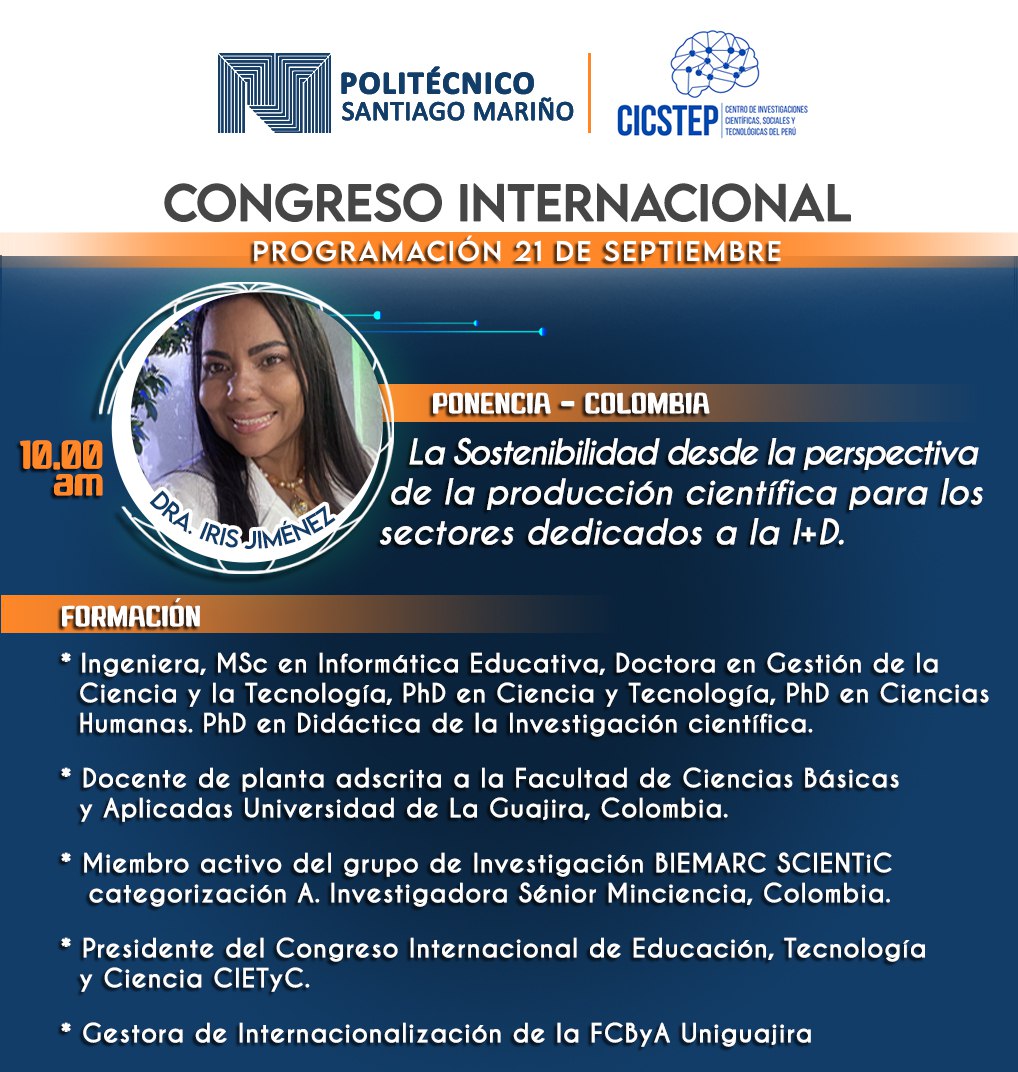 POLITÉCNICO
SANTIAGO MARIÑO
CICSTEP
CENTRO DE INVESTIGACIONES
CIENTÍFICAS, SOCIALES Y
TECNOLÓGICAS DEL PERÚ
CONGRESO INTERNACIONAL
PROGRAMACIÓN 21 DE SEPTIEMBRE
10.00
am
DRA. IRIS JIMÉNEZ
PONENCIA - COLOMBIA
La Sostenibilidad desde la perspectiva
de la producción científica para los
sectores dedicados a la I+D.
FORMACIÓN
* Ingeniera, MSc en Informática Educativa, Doctora en Gestión de la
Ciencia y la Tecnología, PhD en Ciencia y Tecnología, PhD en Ciencias
Humanas. PhD en Didáctica de la Investigación científica.
* Docente de planta adscrita a la Facultad de Ciencias Básicas
y Aplicadas Universidad de La Guajira, Colombia.
* Miembro activo del grupo de Investigación BIEMARC SCIENTiC
categorización A. Investigadora Sénior Minciencia, Colombia.
* Presidente del Congreso Internacional de Educación, Tecnología
y Ciencia CIETyC.
* Gestora de Internacionalización de la FCByA Uniguajira